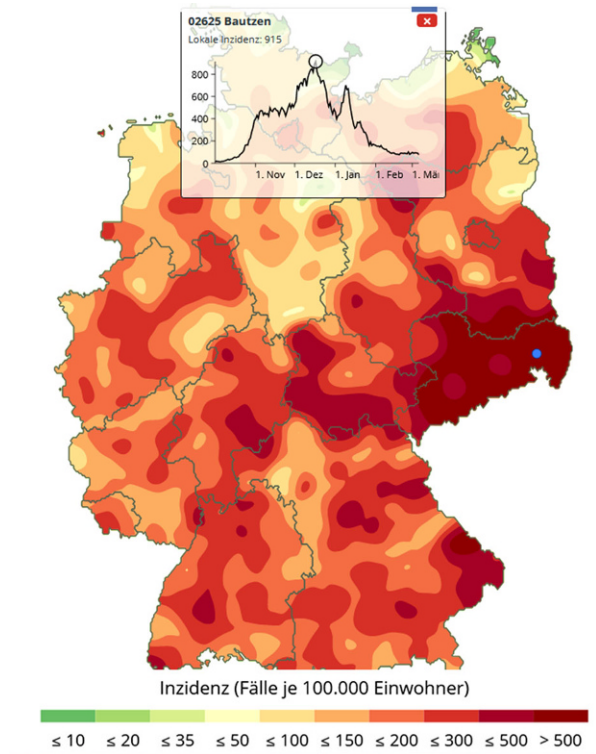 02625 Bautzen
Lokale Inzidenz: 915
800
600
400
200
0
1. Nov 1. Dez 1. Jan 1. Feb 1. Mä
Inzidenz (Fälle je 100.000 Einwohner)
≤ 10 ≤ 20 ≤ 35 ≤ 50 ≤ 100 ≤ 150 ≤ 200 ≤ 300 ≤ 500 > 500